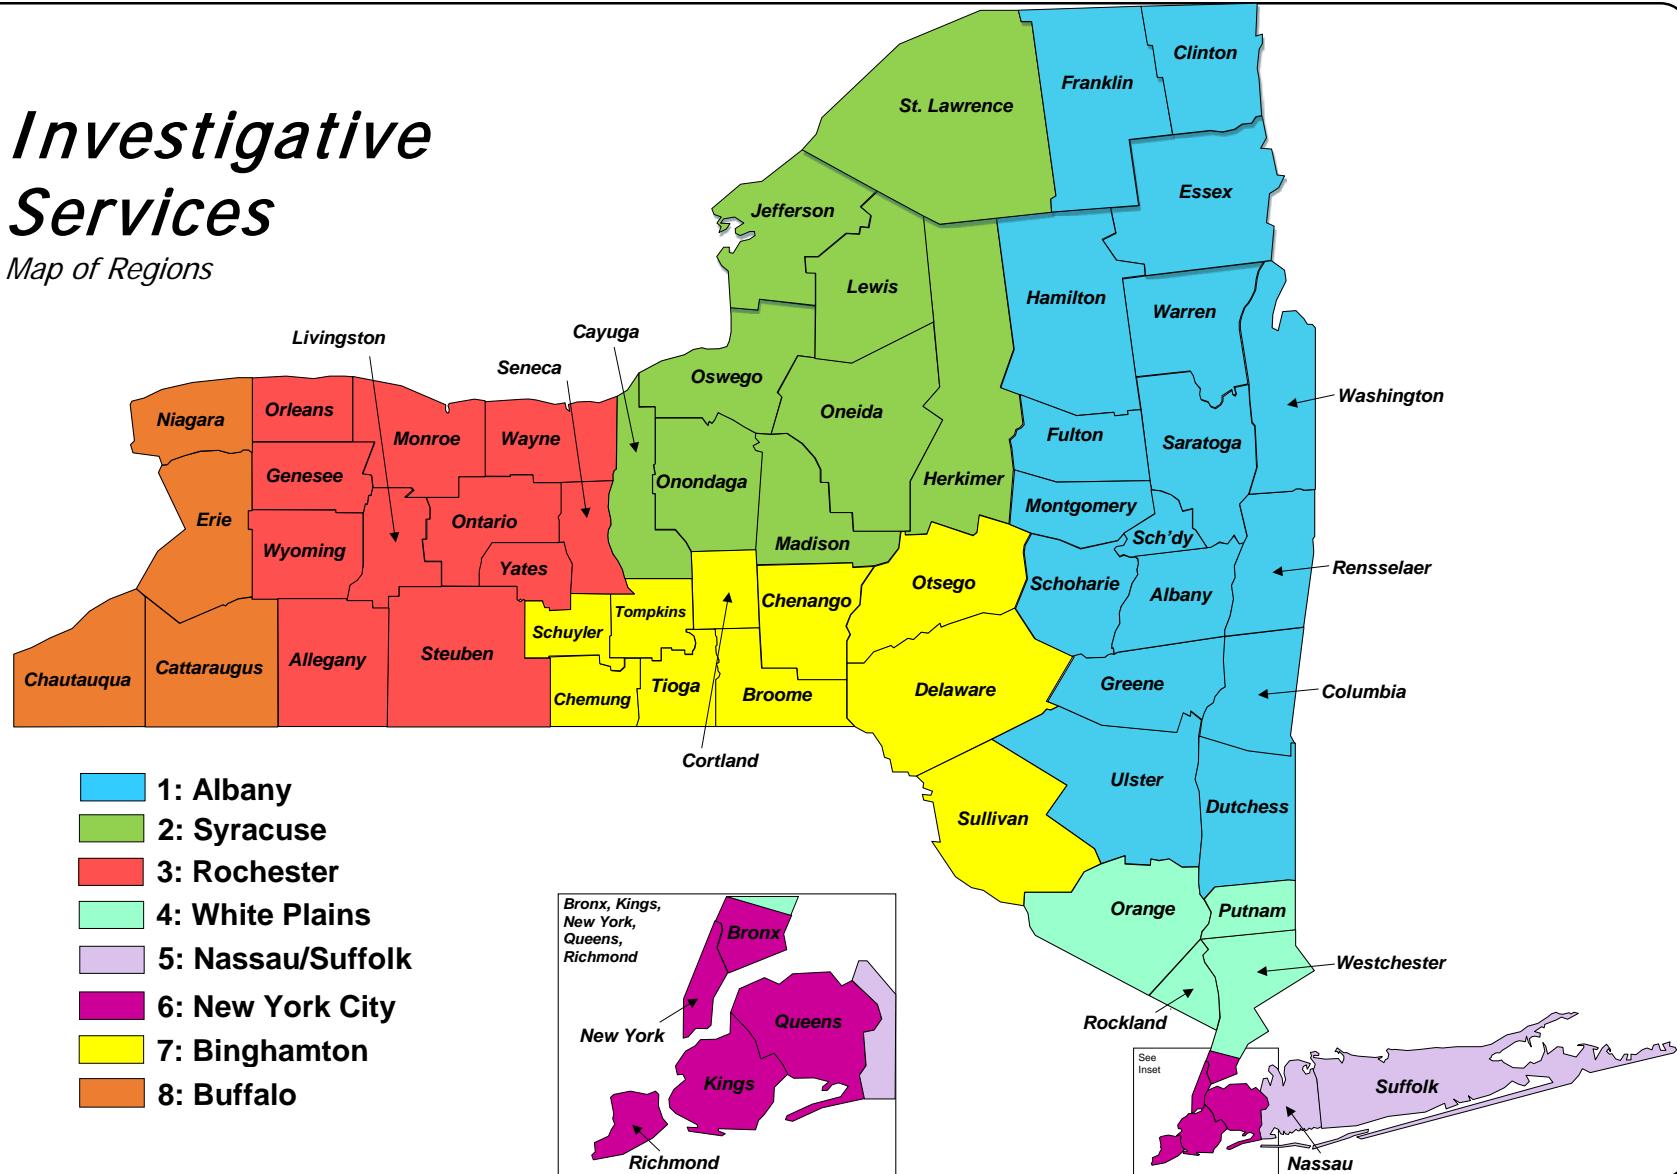 Investigative
Services
Map of Regions
Clinton
Franklin
St. Lawrence
Essex
Jefferson
Lewis
Hamilton
Warren
Livingston
Cayuga
Seneca
Oswego
Washington
Niagara
Orleans
Monroe
Wayne
Oneida
Fulton
Saratoga
Genesee
Onondaga
Herkimer
Montgomery
Erie
Ontario
Wyoming
Madison
Sch'dy
Yates
Otsego
Schoharie
Albany
Rensselaer
Chenango
Tompkins
Schuyler
Chautauqua
Cattaraugus
Allegany
Steuben
Chemung
Tioga
Broome
Delaware
Greene
Columbia
Cortland
Ulster
Dutchess
Sullivan
1: Albany
2: Syracuse
3: Rochester
4: White Plains
5: Nassau/Suffolk
6: New York City
7: Binghamton
8: Buffalo
Orange
Putnam
Westchester
Rockland
Bronx, Kings,
New York,
Queens,
Richmond
Bronx
New York
Queens
Kings
Richmond
See
Inset
Suffolk
Nassau